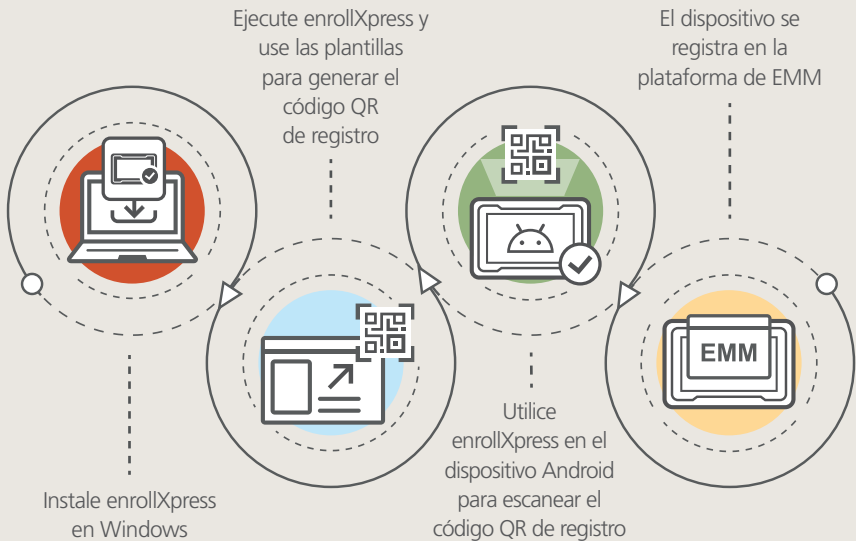 Instale enrollXpress
en Windows
Ejecute enrollXpress y
use las plantillas
para generar el
código QR
de registro
Utilice
enrollXpress en el
dispositivo Android
para escanear el
código QR de registro
El dispositivo se
registra en la
plataforma de EMM
EMM